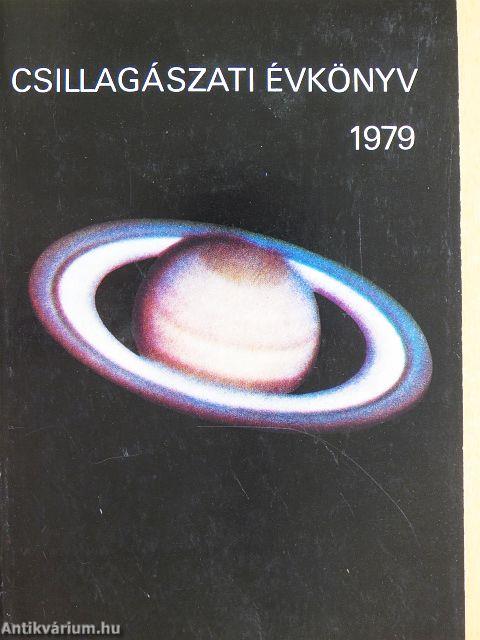 CSILLAGÁSZATI ÉVKÖNYV
1979
Antikvárium.hu